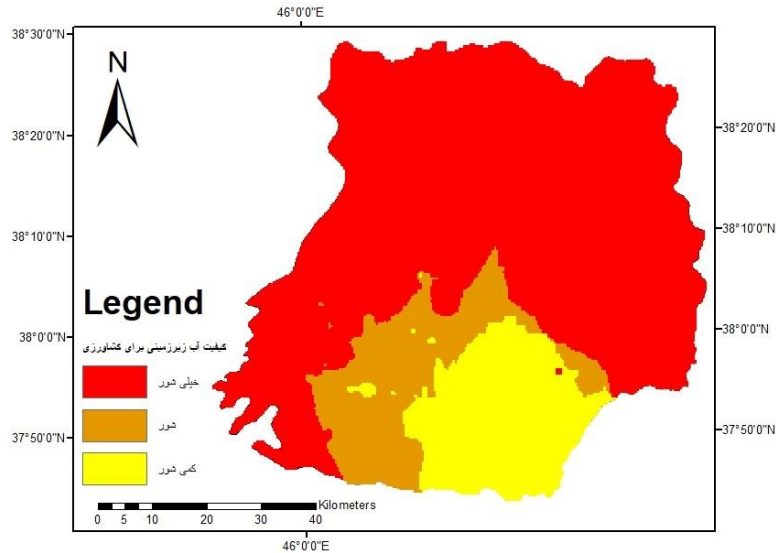 46°0'0"E
38°30'0"N
N
38°20'0"N
38°20'0"N
38°10'0"N
38°10'0"N
Legend
38°0'0"N
38°0'0"N
کیفیت آب زیرزمینی برای کشاورزی
خیلی شور
شور
37°50'0"N
37°50'0"N
کمی شور
Kilometers
0 5 10 20 30 40
46°0'0"E